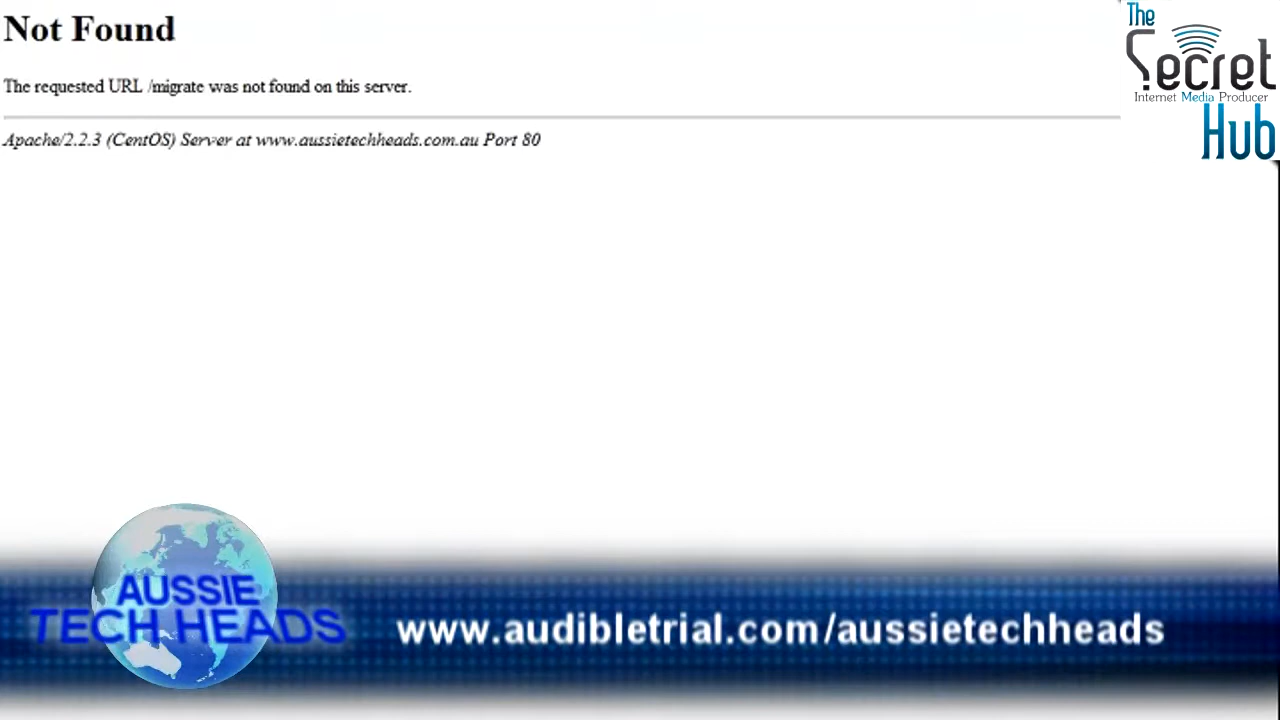 Not Found
The requested URL /migrate was not found on this server.
Apache/2.2.3 (CentOS) Server at www.aussietechheads.com.au Port 80
The
Secret
Internet Media Producer
Hub
AUSSIE
TECH HEADS
www.audibletrial.com/aussietechheads